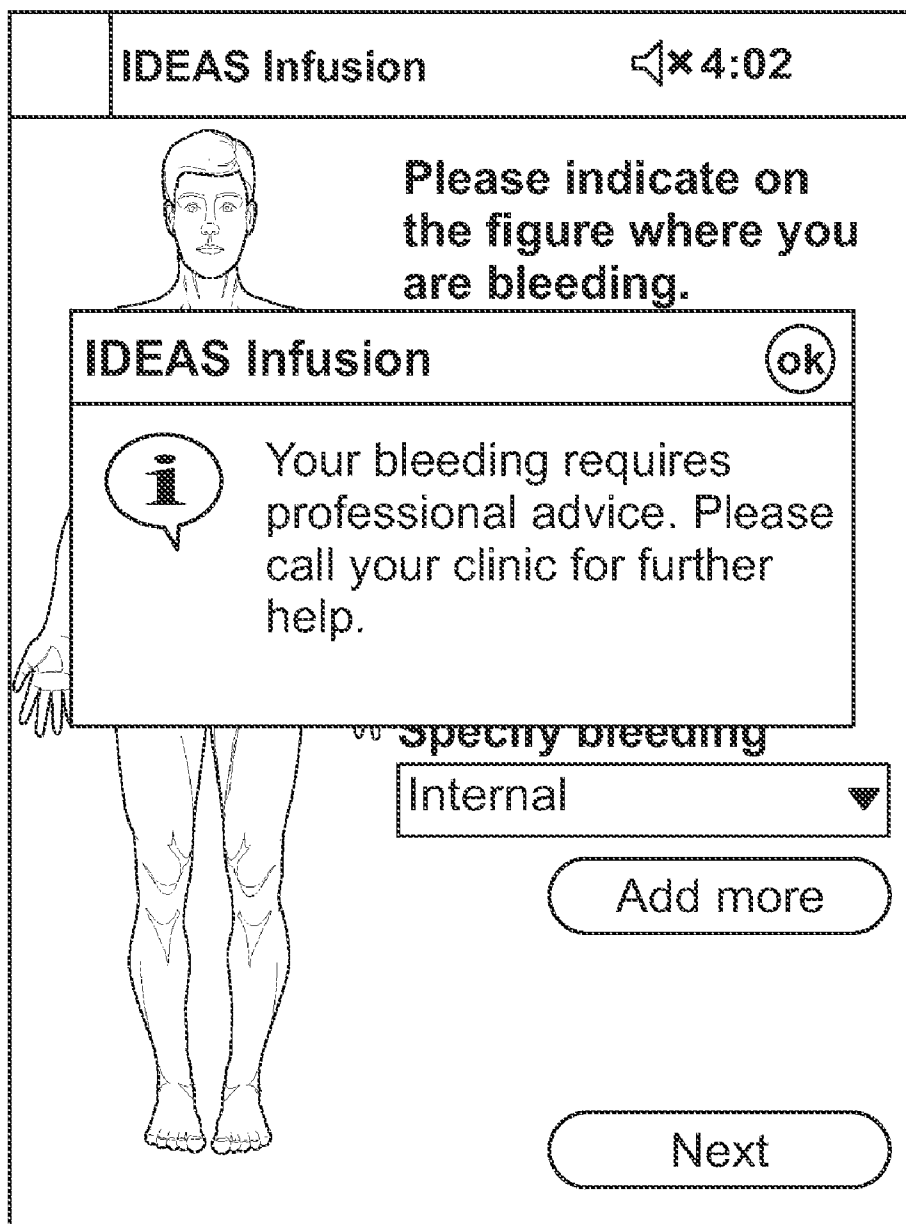 IDEAS Infusion 4:02
Please indicate on
the figure where you
are bleeding.
IDEAS Infusion
ok
i
Your bleeding requires
professional advice. Please
call your clinic for further
help.
Specify bleeding
Internal
Add more
Next